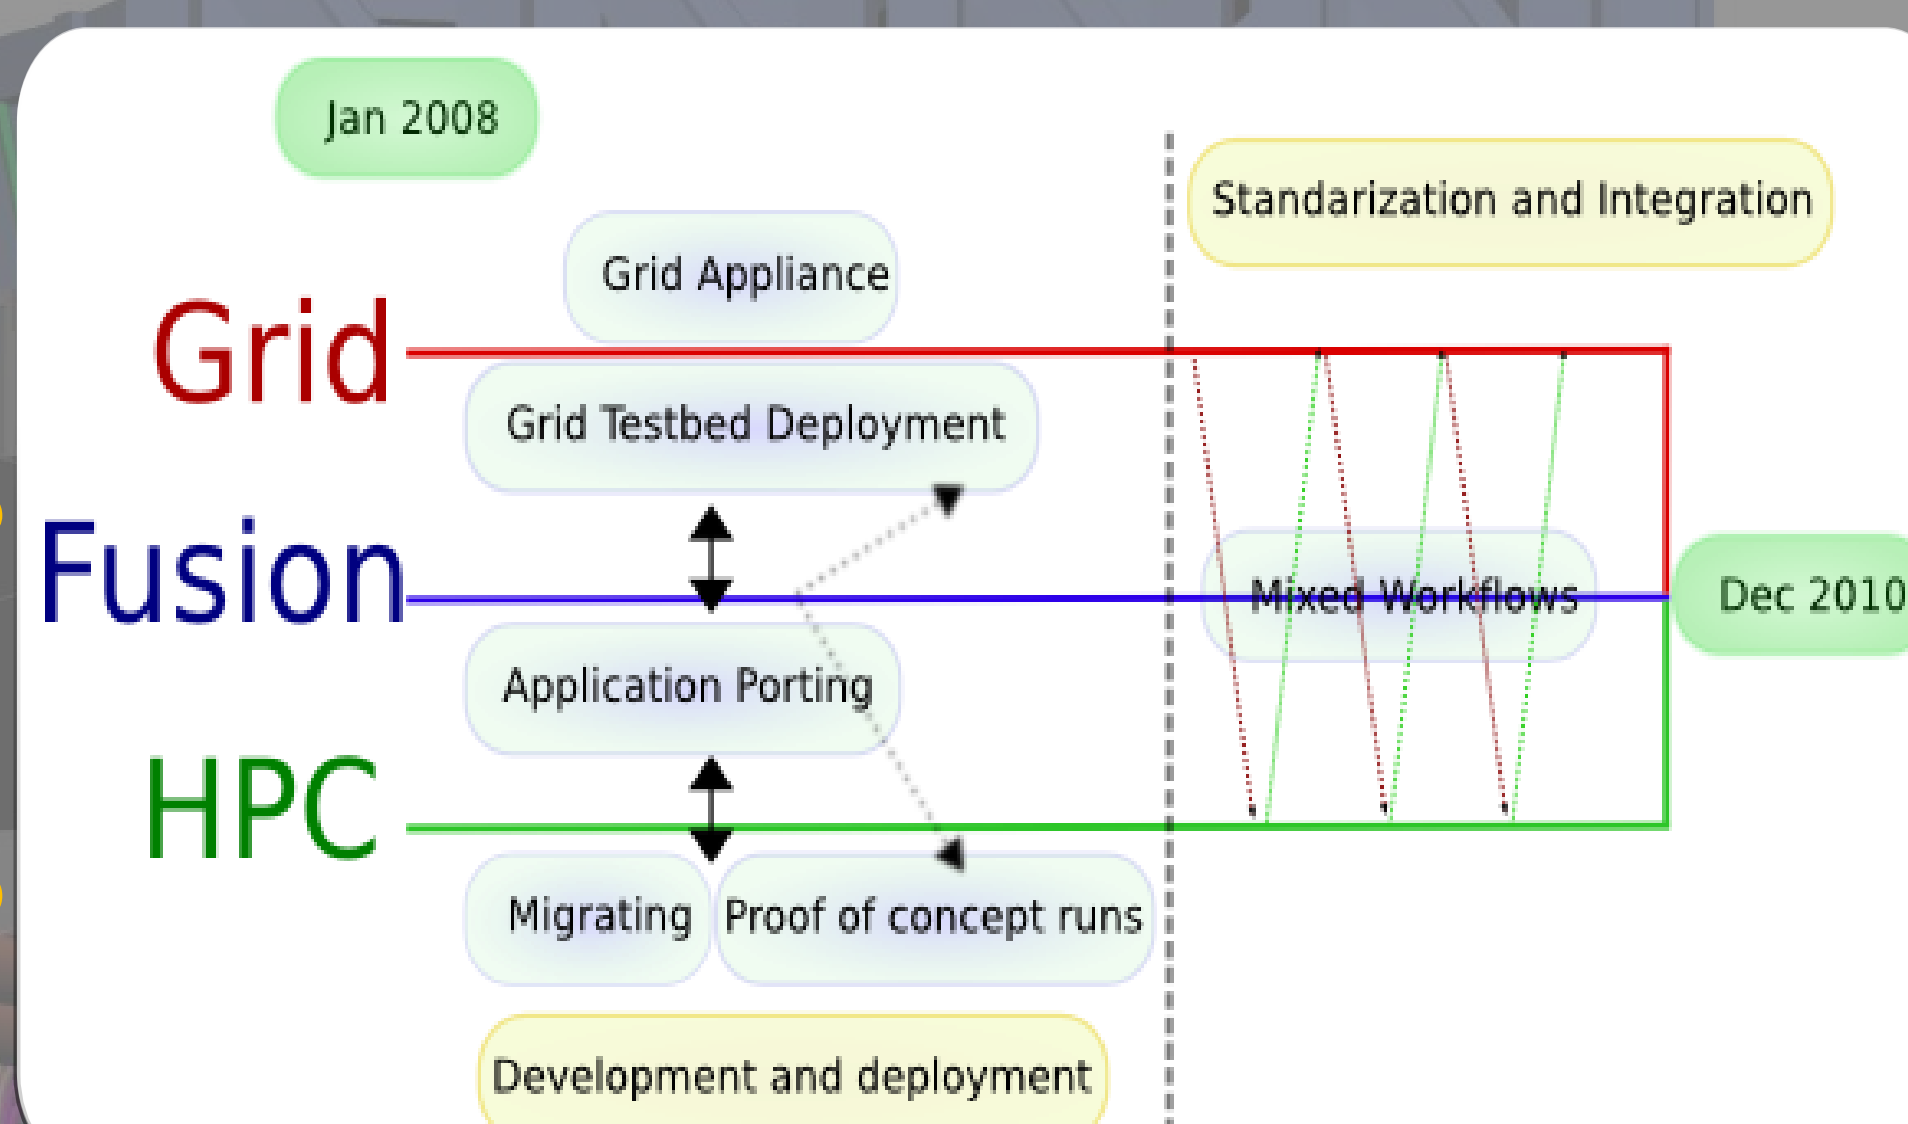 Jan 2008
Standarization and Integration
Grid Appliance
Grid
Grid Testbed Deployment
Fusion
Mixed Workflows
Dec 2010
Application Porting
HPC
Migrating
Proof of concept runs
Development and deployment